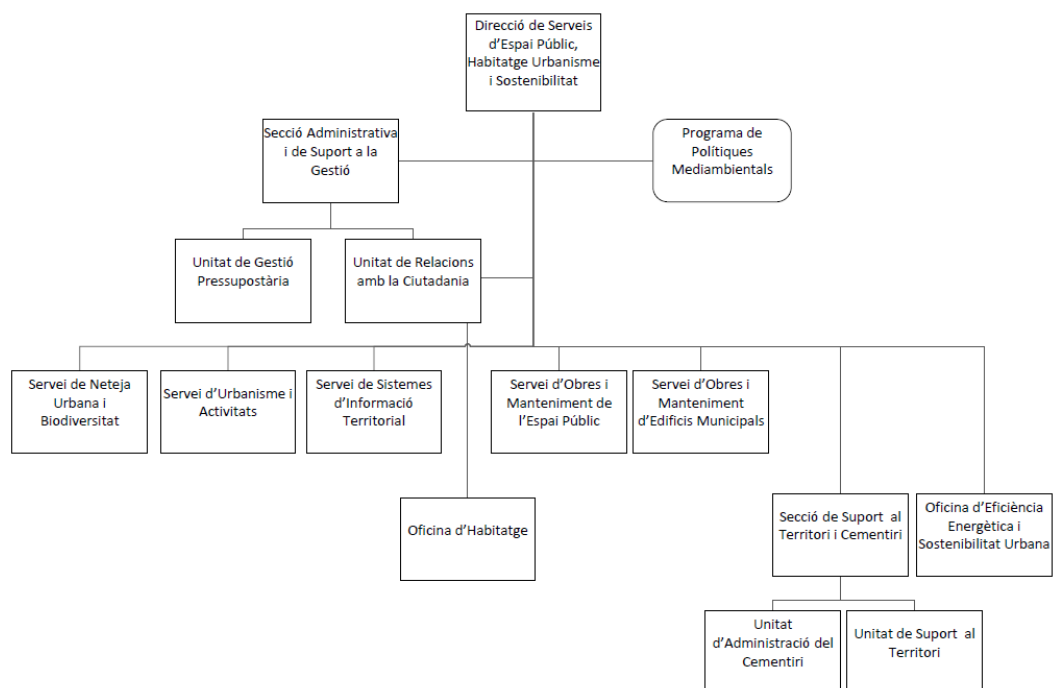 Direcció de Serveis
d’Espai Públic,
Habitatge Urbanisme
i Sostenibilitat
Secció Administrativa
i de Suport a la
Gestió
Programa de
Polítiques
Mediambientals
Unitat de Gestió
Pressupostària
Unitat de Relacions
amb la Ciutadania
Servei de Neteja
Urbana i
Biodiversitat
Servei d’Urbanisme i
Activitats
Servei de Sistemes
d’Informació
Territorial
Servei d’Obres i
Manteniment de
l’Espai Públic
Servei d’Obres i
Manteniment
d’Edificis Municipals
Oficina d’Habitatge
Secció de Suport al
Territori i Cementiri
Oficina d’Eficiència
Energètica i
Sostenibilitat Urbana
Unitat
d’Administració del
Cementiri
Unitat de Suport al
Territori